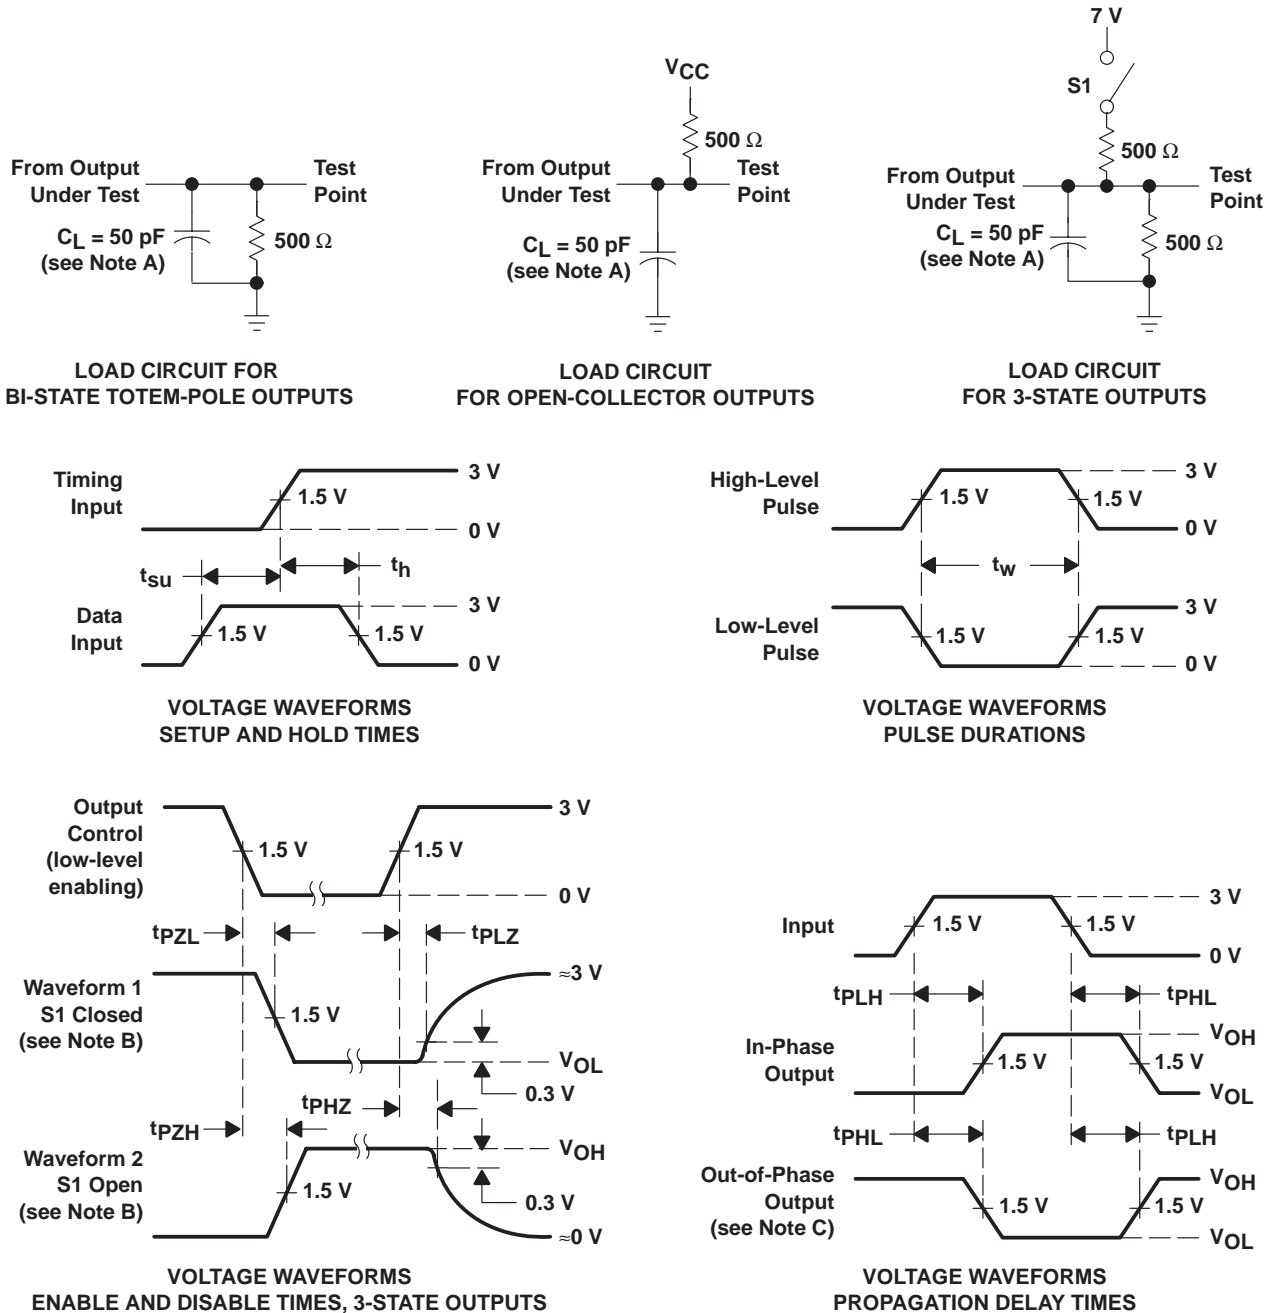 7 V
S1
500 Ω
From Output
Under Test
Test
Point
CL = 50 pF
(see Note A)
500 Ω
LOAD CIRCUIT FOR
BI-STATE TOTEM-POLE OUTPUTS
VCC
500 Ω
From Output
Under Test
Test
Point
CL = 50 pF
(see Note A)
LOAD CIRCUIT
FOR OPEN-COLLECTOR OUTPUTS
From Output
Under Test
Test
Point
CL = 50 pF
(see Note A)
500 Ω
LOAD CIRCUIT
FOR 3-STATE OUTPUTS
Timing
Input
1.5 V
3 V
0 V
tsu
th
Data
Input
1.5 V
1.5 V
3 V
0 V
VOLTAGE WAVEFORMS
SETUP AND HOLD TIMES
High-Level
Pulse
1.5 V
1.5 V
3 V
0 V
tw
Low-Level
Pulse
1.5 V
1.5 V
3 V
0 V
VOLTAGE WAVEFORMS
PULSE DURATIONS
Output
Control
(low-level
enabling)
1.5 V
1.5 V
3 V
0 V
tPZL
tPLZ
Waveform 1
S1 Closed
(see Note B)
1.5 V
≈3 V
VOL
0.3 V
tPHZ
tPZH
Waveform 2
S1 Open
(see Note B)
1.5 V
VOH
0.3 V
≈0 V
VOLTAGE WAVEFORMS
ENABLE AND DISABLE TIMES, 3-STATE OUTPUTS
Input
1.5 V
1.5 V
3 V
0 V
tPLH
tPHL
In-Phase
Output
1.5 V
1.5 V
VOH
VOL
tPHL
tPLH
Out-of-Phase
Output
(see Note C)
1.5 V
1.5 V
VOH
VOL
VOLTAGE WAVEFORMS
PROPAGATION DELAY TIMES